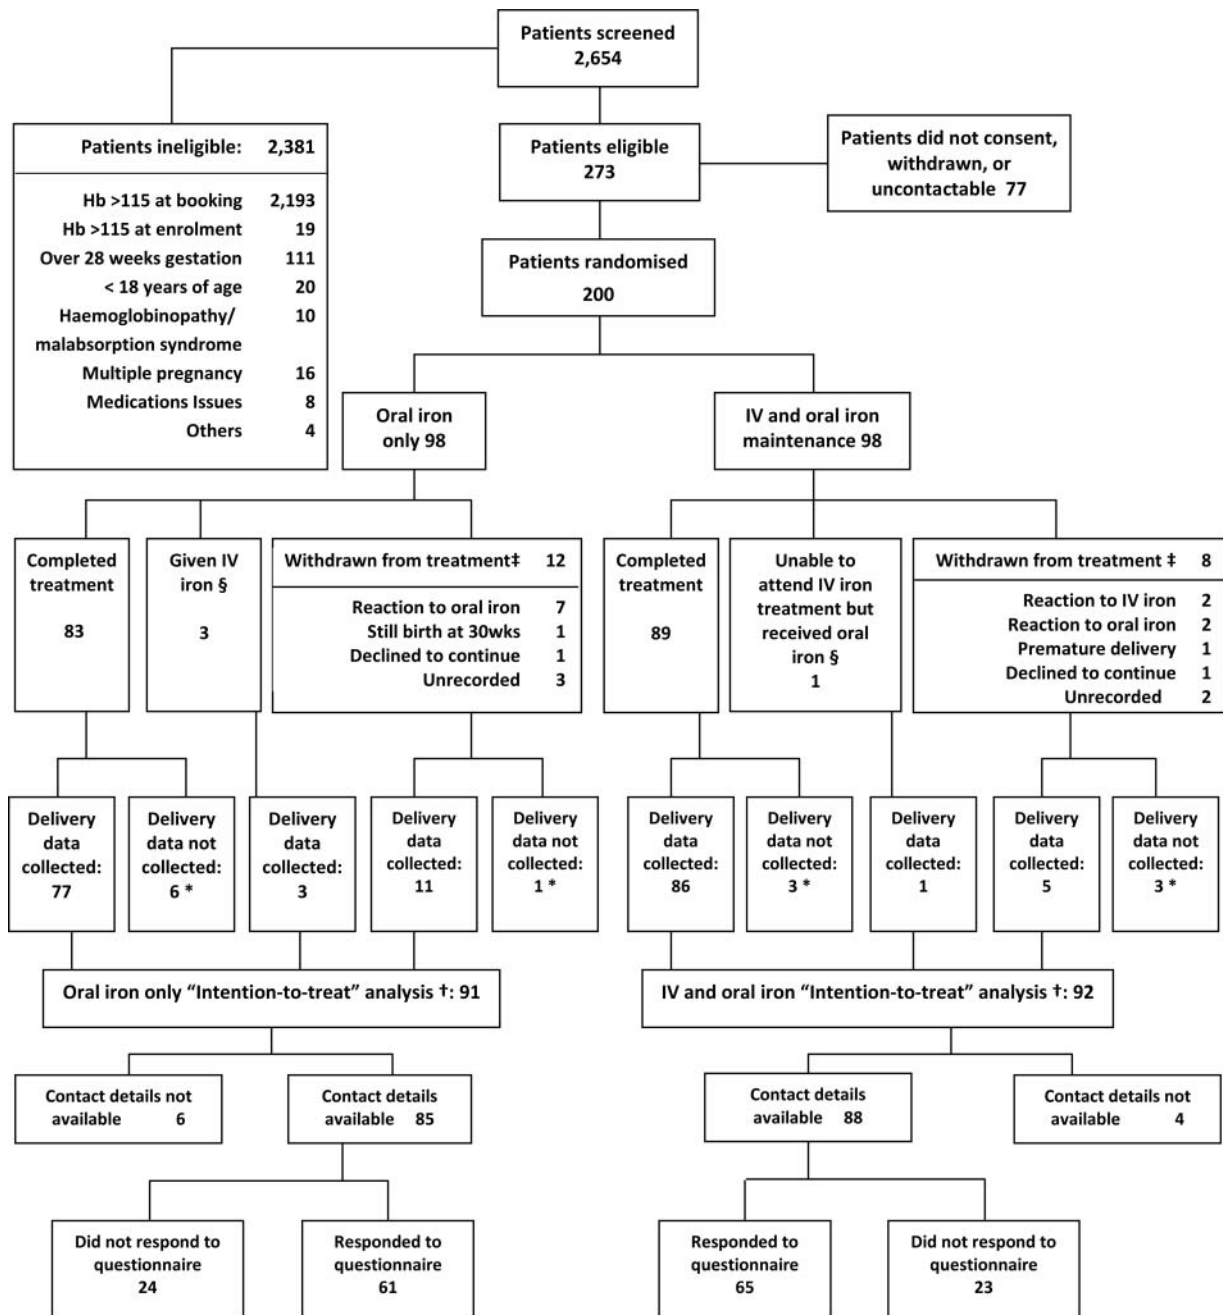 Patients screened
2,654
Patients ineligible: 2,381
Hb >115 at booking 2,193
Hb >115 at enrolment 19
Over 28 weeks gestation 111
< 18 years of age 20
Haemoglobinopathy/ 10
malabsorption syndrome
Multiple pregnancy 16
Medications Issues 8
Others 4
Patients eligible
273
Patients did not consent,
withdrawn, or
uncontactable 77
Patients randomised
200
Oral iron
only 98
IV and oral iron
maintenance 98
Completed
treatment
83
Given IV
iron §
3
Withdrawn from treatment‡ 12
Reaction to oral iron 7
Still birth at 30wks 1
Declined to continue 1
Unrecorded 3
Completed
treatment
89
Unable to
attend IV iron
treatment but
received oral
iron §
1
Withdrawn from treatment ‡ 8
Reaction to IV iron 2
Reaction to oral iron 2
Premature delivery 1
Declined to continue 1
Unrecorded 2
Delivery
data
collected:
77
Delivery
data not
collected:
6 *
Delivery
data
collected:
3
Delivery
data
collected:
11
Delivery
data not
collected:
1 *
Delivery
data
collected:
86
Delivery
data not
collected:
3 *
Delivery
data
collected:
1
Delivery
data
collected:
5
Delivery
data not
collected:
3 *
Oral iron only “Intention-to-treat” analysis †: 91
IV and oral iron “Intention-to-treat” analysis †: 92
Contact details not
available 6
Contact details
available 85
Contact details
available 88
Contact details not
available 4
Did not respond to
questionnaire
24
Responded to
questionnaire
61
Responded to
questionnaire
65
Did not respond to
questionnaire
23